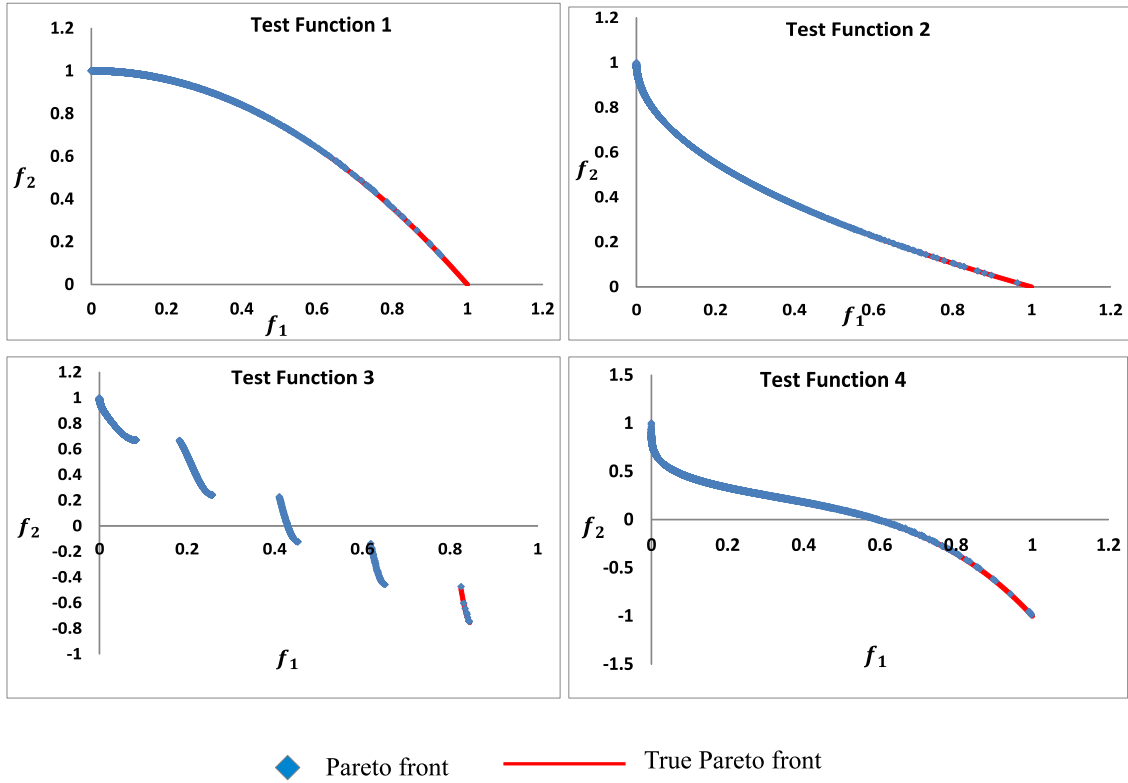 Test Function 1
1.2
1
0.8
0.6
0.4
0.2
0
f₂
0 0.2 0.4 0.6 0.8 1 1.2
f₁
Test Function 2
1.2
1
0.8
0.6
0.4
0.2
0
f₂
0 0.2 0.4 0.6 0.8 1 1.2
f₁
Test Function 3
1.2
1
0.8
0.6
0.4
0.2
0
-0.2
-0.4
-0.6
-0.8
-1
f₂
0 0.2 0.4 0.6 0.8 1
f₁
Test Function 4
1.5
1
0.5
0
-0.5
-1
-1.5
f₂
0 0.2 0.4 0.6 0.8 1 1.2
f₁
Pareto front
True Pareto front